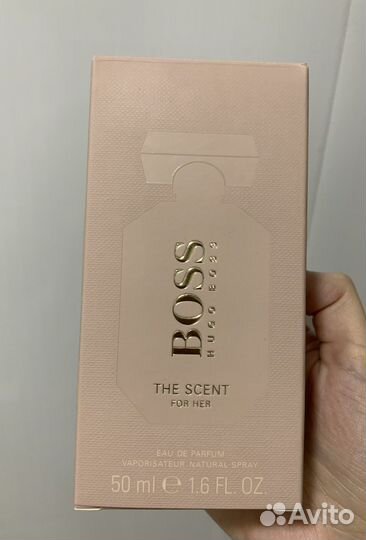 BOSS
HUGO BOSS
THE SCENT
FOR HER
EAU DE PARFUM
VAPORISATEUR NATURAL SPRAY
50 ml ℮ 1.6 FL. OZ.
Avito